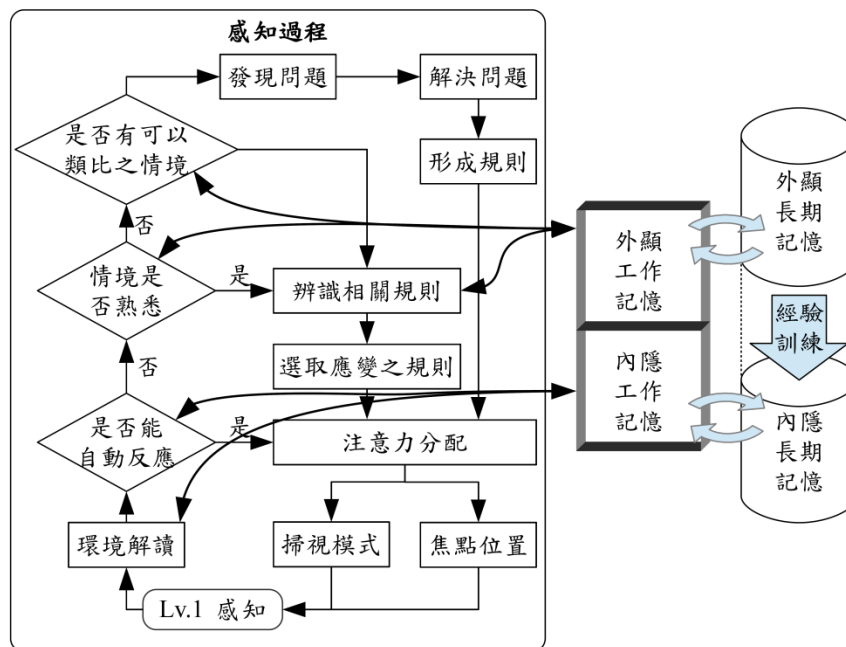 感知過程
發現問題
解決問題
是否有可以
類比之情境
形成規則
否
情境是
否熟悉
是
辨識相關規則
否
選取應變之規則
是否能
自動反應
是
注意力分配
環境解讀
掃視模式
焦點位置
Lv.1 感知
外顯
工作
記憶
內隱
工作
記憶
外顯
長期
記憶
經驗
訓練
內隱
長期
記憶